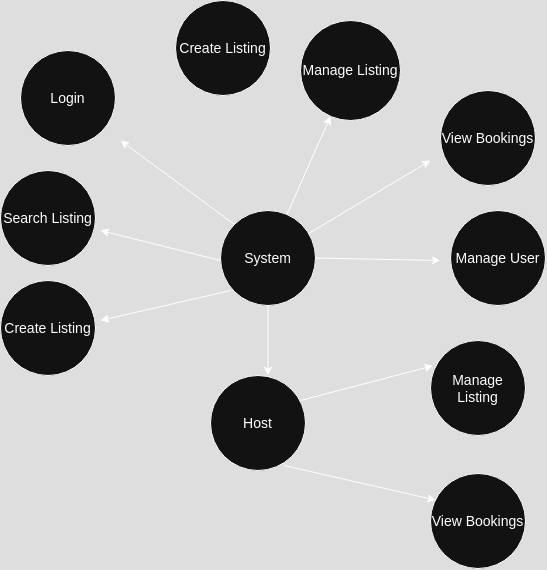 Create Listing
Manage Listing
Login
View Bookings
Search Listing
System
Manage User
Create Listing
Manage
Listing
Host
View Bookings